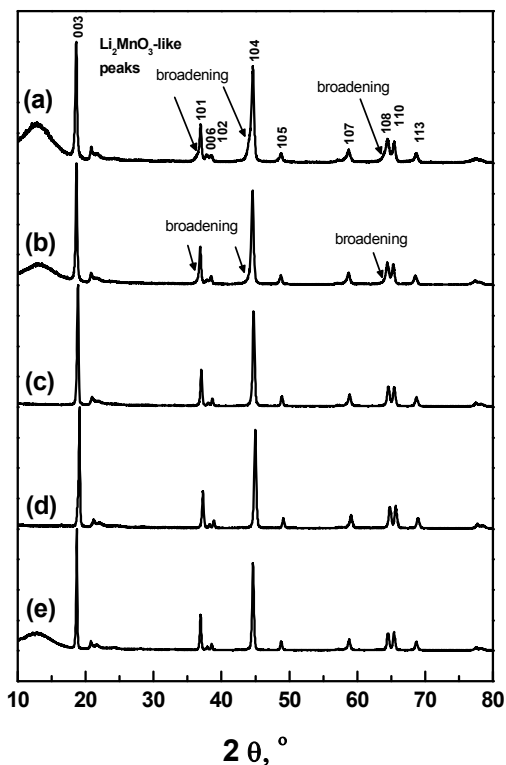 003
Li₂MnO₃-like
peaks
104
broadening
broadening
(a)
101
006
102
105
107
108
110
113
broadening
broadening
(b)
(c)
(d)
(e)
10 20 30 40 50 60 70 80
2 θ, °